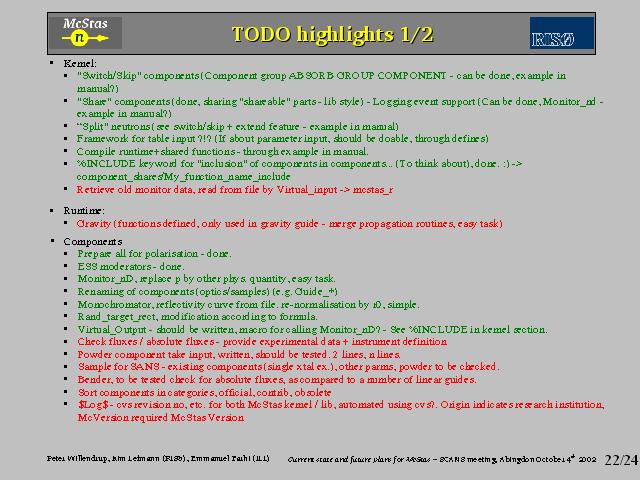 McStas
n
TODO highlights 1/2
RISØ
• Kernel:
• "Switch/Skip" components (Component group ABSORB GROUP COMPONENT - can be done, example in
manual?)
• "Share" components (done, sharing "shareable" parts - lib style) - Logging event support (Can be done, Monitor_nd -
example in manual?)
• "Split" neutrons (see switch/skip + extend feature - example in manual)
• Framework for table input ?!? (If about parameter input, should be doable, through defines)
• Compile runtime+shared functions - through example in manual.
• %INCLUDE keyword for "inclusion" of components in components... (To think about), done. :) ->
component_shares/My_function_name_include
• Retrieve old monitor data, read from file by Virtual_input -> mcstas_r
• Runtime:
• Gravity (functions defined, only used in gravity guide - merge propagation routines, easy task)
• Components
• Prepare all for polarisation - done.
• ESS moderators - done.
• Monitor_nD, replace p by other phys. quantity, easy task.
• Renaming of components (optics/samples) (e.g. Guide_*)
• Monochromator, reflectivity curve from file. re-normalisation by r0, simple.
• Rand_target_rect, modification according to formula.
• Virtual_Output - should be written, macro for calling Monitor_nD? - See %INCLUDE in kernel section.
• Check fluxes / absolute fluxes - provide experimental data + instrument definition
• Powder component take input, written, should be tested. 2 lines, n lines.
• Sample for SANS - existing components (single xtal ex.), other parms, powder to be checked.
• Bender, to be tested check for absolute fluxes, as compared to a number of linear guides.
• Sort components in categories, official, contrib, obsolete
• $Log$ - cvs revision no, etc. for both McStas kernel / lib, automated using cvs?. Origin indicates research institution,
McVersion required McStas Version
Peter Willendrup, Kim Lefmann (RISØ), Emmanuel Farhi (ILL)
Current state and future plans for McStas – SCANS meeting, Abingdon October 4th 2002
22/24